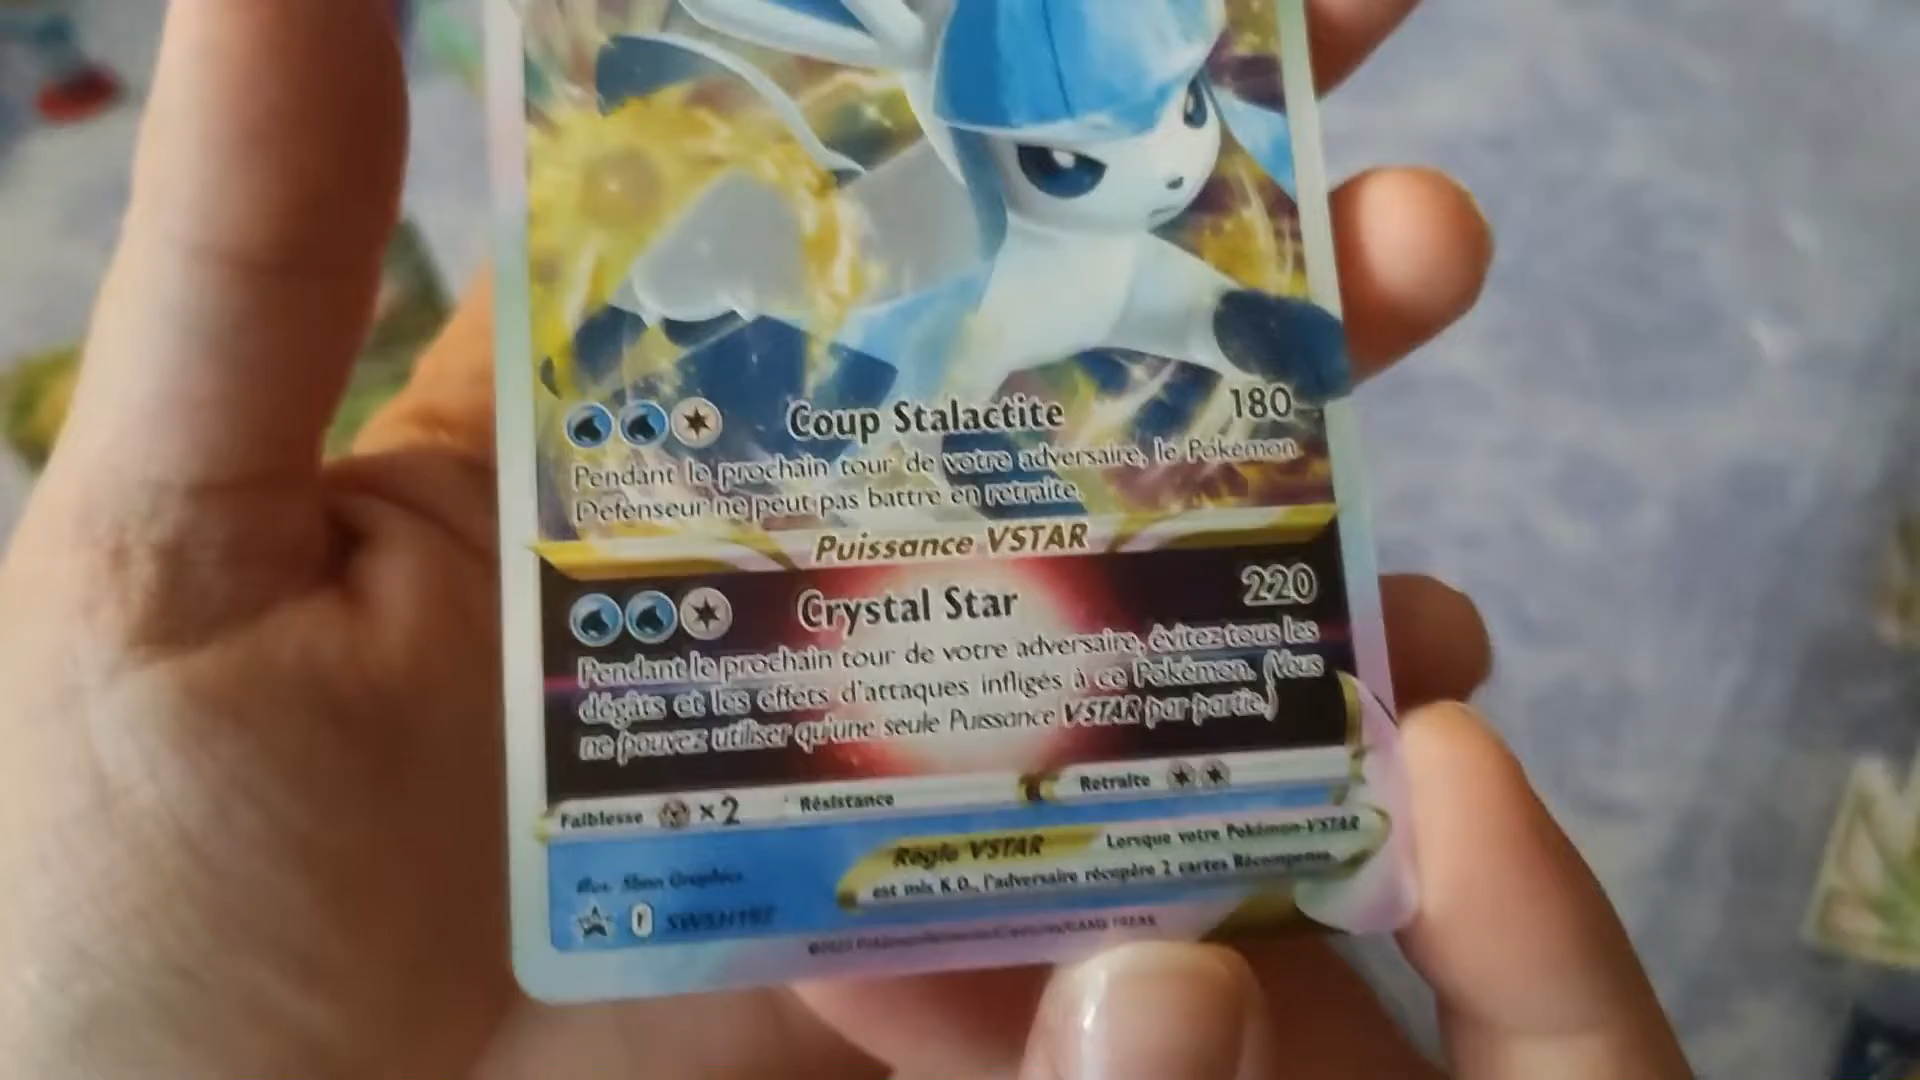 Coup Stalactite 180
Pendant le prochain tour de votre adversaire, le Pokémon
Défenseur ne peut pas battre en retraite.
Puissance VSTAR
Crystal Star 220
Pendant le prochain tour de votre adversaire, évitez tous les
dégâts et les effets d'attaques infligés à ce Pokémon. (Vous
ne pouvez utiliser qu'une seule Puissance VSTAR par partie.)
Faiblesse ×2 Résistance Retraite
Règle VSTAR Lorsque votre Pokémon-VSTAR
est mis K.O., l'adversaire récupère 2 cartes Récompense.
Illus. 5ban Graphics
F